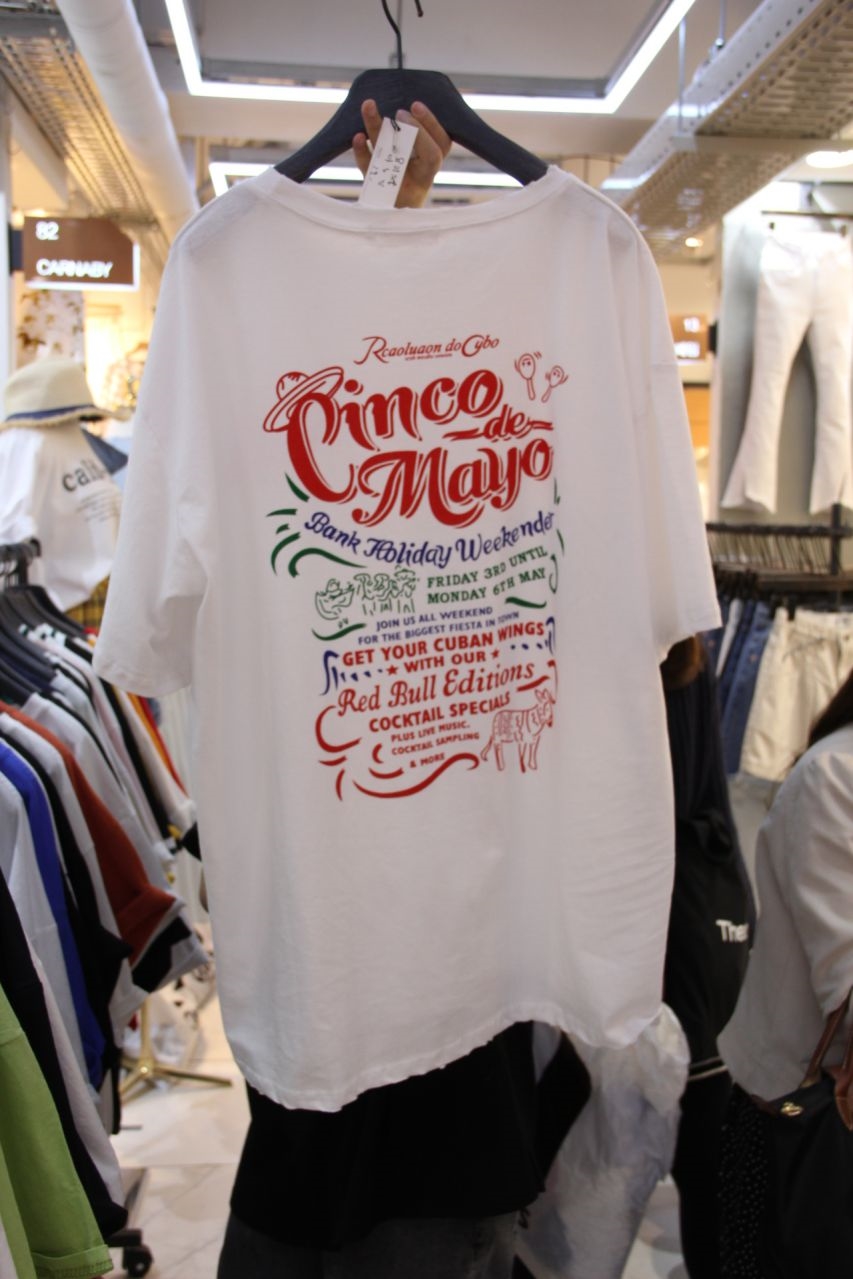 82
CARNABY
13
Rcaoluaon do Cybo
Cinco
de
Mayo
Bank Holiday Weekender
FRIDAY 3RD UNTIL
MONDAY 6TH MAY
JOIN US ALL WEEKEND
FOR THE BIGGEST FIESTA IN TOWN
GET YOUR CUBAN WINGS
WITH OUR
Red Bull Editions
COCKTAIL SPECIALS
PLUS LIVE MUSIC,
COCKTAIL SAMPLING
& MORE